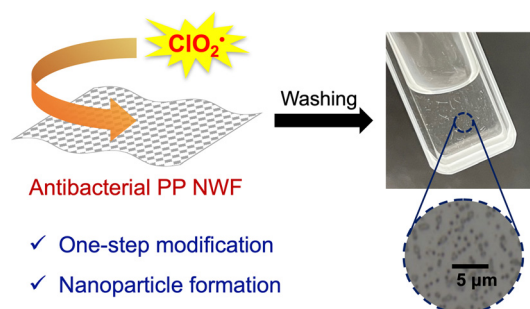 ClO₂•
Washing
Antibacterial PP NWF
✓ One-step modification
✓ Nanoparticle formation
5 µm